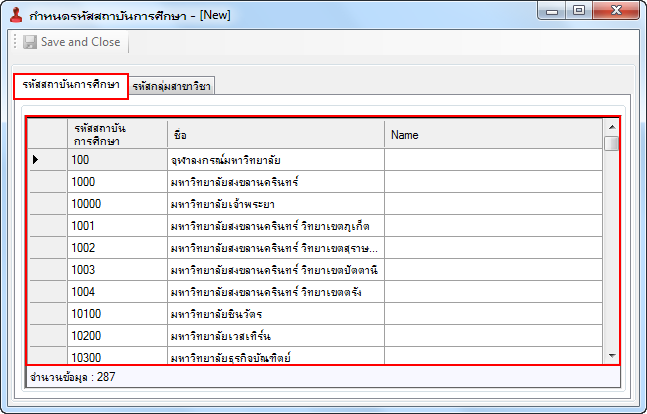 กำหนดรหัสสถาบันการศึกษา - [New]
Save and Close
รหัสสถาบันการศึกษา รหัสกลุ่มสาขาวิชา
รหัสสถาบัน
การศึกษา ชื่อ Name
100 จุฬาลงกรณ์มหาวิทยาลัย
1000 มหาวิทยาลัยสงขลานครินทร์
10000 มหาวิทยาลัยเจ้าพระยา
1001 มหาวิทยาลัยสงขลานครินทร์ วิทยาเขตภูเก็ต
1002 มหาวิทยาลัยสงขลานครินทร์ วิทยาเขตสุราษ...
1003 มหาวิทยาลัยสงขลานครินทร์ วิทยาเขตปัตตานี
1004 มหาวิทยาลัยสงขลานครินทร์ วิทยาเขตตรัง
10100 มหาวิทยาลัยชินวัตร
10200 มหาวิทยาลัยเวสเทิร์น
10300 มหาวิทยาลัยธุรกิจบัณฑิตย์
จำนวนข้อมูล : 287